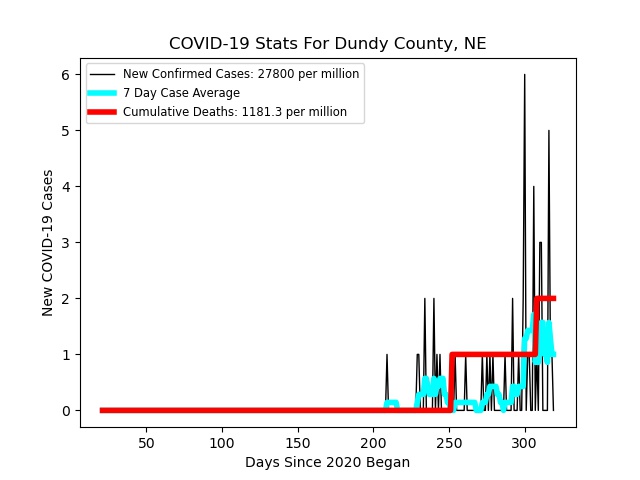 COVID-19 Stats For Dundy County, NE
New Confirmed Cases: 27800 per million
7 Day Case Average
Cumulative Deaths: 1181.3 per million
New COVID-19 Cases
6
5
4
3
2
1
0
50 100 150 200 250 300
Days Since 2020 Began